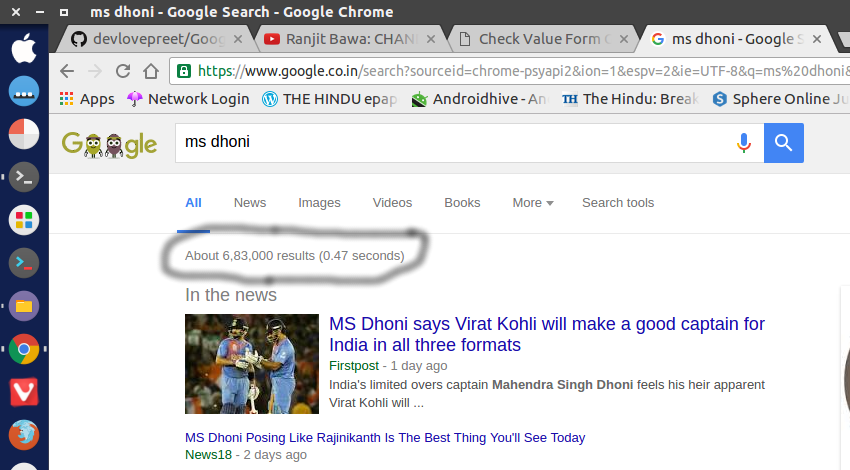 ms dhoni - Google Search - Google Chrome
devlovepreet/Goog
Ranjit Bawa: CHAN
Check Value Form C
ms dhoni - Google S
https://www.google.co.in/search?sourceid=chrome-psyapi2&ion=1&espv=2&ie=UTF-8&q=ms%20dhoni&
Apps
Network Login
THE HINDU epap
Androidhive - An
The Hindu: Break
Sphere Online Ju
Google
ms dhoni
All
News
Images
Videos
Books
More
Search tools
About 6,83,000 results (0.47 seconds)
In the news
MS Dhoni says Virat Kohli will make a good captain for
India in all three formats
Firstpost - 1 day ago
India's limited overs captain Mahendra Singh Dhoni feels his heir apparent
Virat Kohli will ...
MS Dhoni Posing Like Rajinikanth Is The Best Thing You'll See Today
News18 - 2 days ago